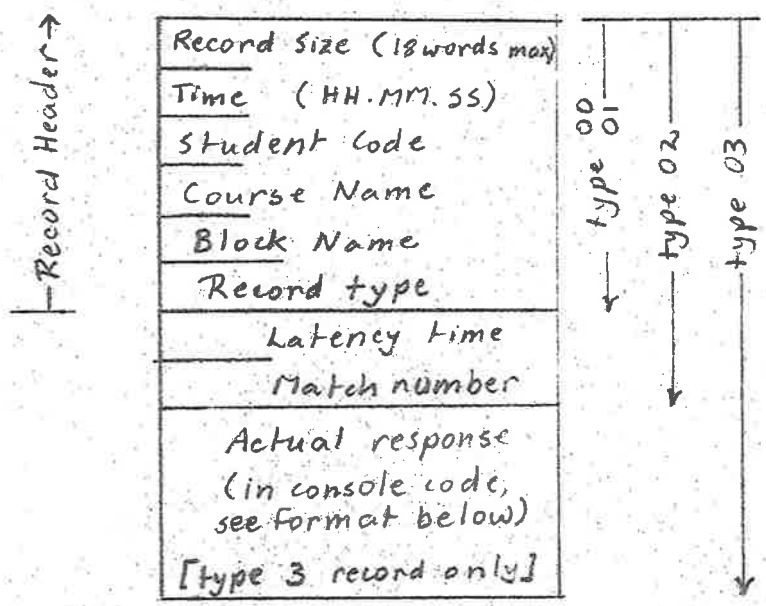 Record Header
Record Size (18 words max)
Time (HH.MM.SS)
Student Code
Course Name
Block Name
Record type
Latency time
Match number
Actual response
(in console code,
see format below)
[type 3 record only]
type 00
01
type 02
type 03